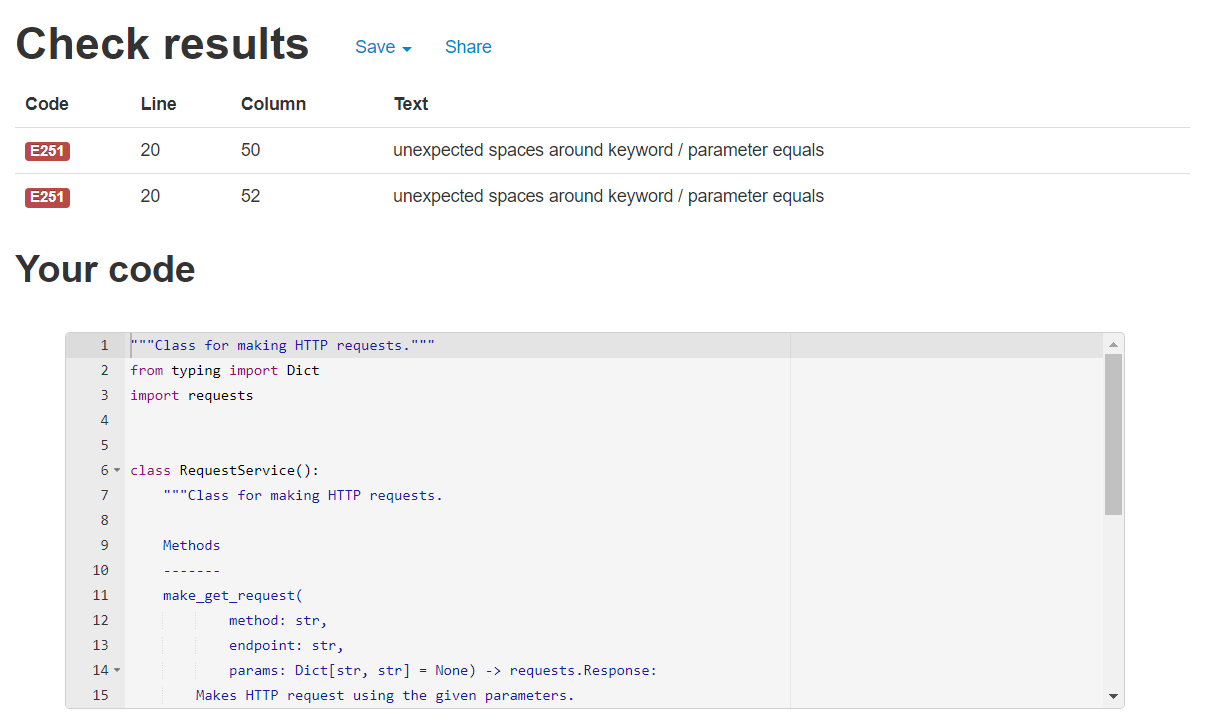 Check results Save Share
Code Line Column Text
E251 20 50 unexpected spaces around keyword / parameter equals
E251 20 52 unexpected spaces around keyword / parameter equals
Your code
1 """Class for making HTTP requests."""
2 from typing import Dict
3 import requests
4
5
6 class RequestService():
7     """Class for making HTTP requests.
8
9     Methods
10     -------
11     make_get_request(
12             method: str,
13             endpoint: str,
14             params: Dict[str, str] = None) -> requests.Response:
15         Makes HTTP request using the given parameters.